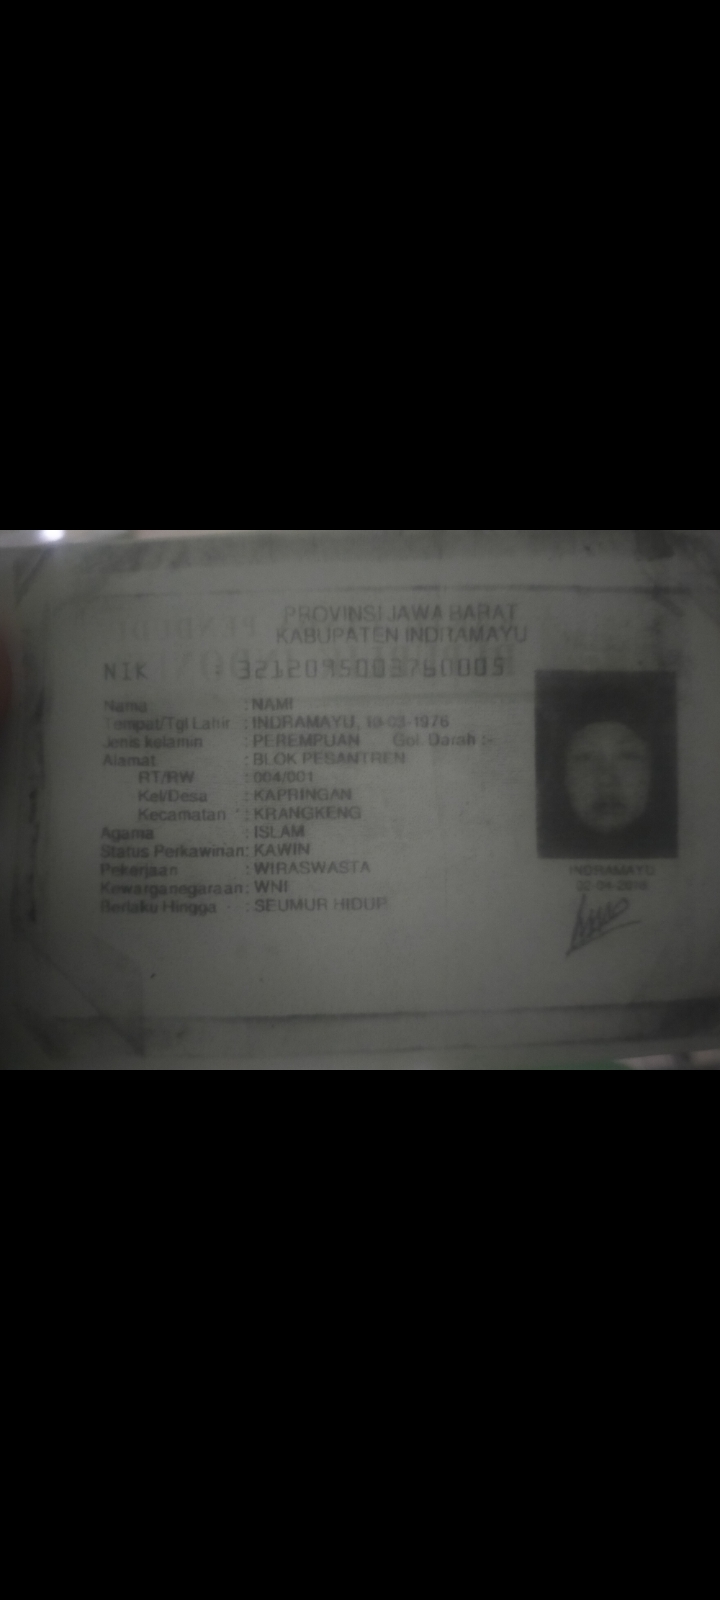 PROVINSI JAWA BARAT
KABUPATEN INDRAMAYU
NIK : 3212095003760005
Nama : NAMI
Tempat/Tgl Lahir : INDRAMAYU, 10-03-1976
Jenis kelamin : PEREMPUAN Gol. Darah :-
Alamat : BLOK PESANTREN
RT/RW : 004/001
Kel/Desa : KAPRINGAN
Kecamatan : KRANGKENG
Agama : ISLAM
Status Perkawinan: KAWIN
Pekerjaan : WIRASWASTA
Kewarganegaraan: WNI
Berlaku Hingga : SEUMUR HIDUP
INDRAMAYU